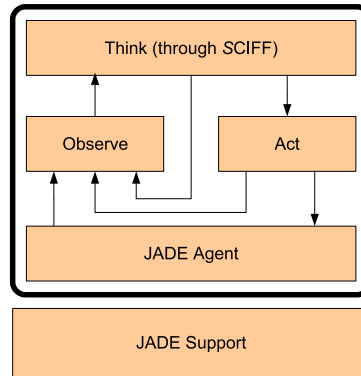 Think (through SCIFF)
Observe
Act
JADE Agent
JADE Support